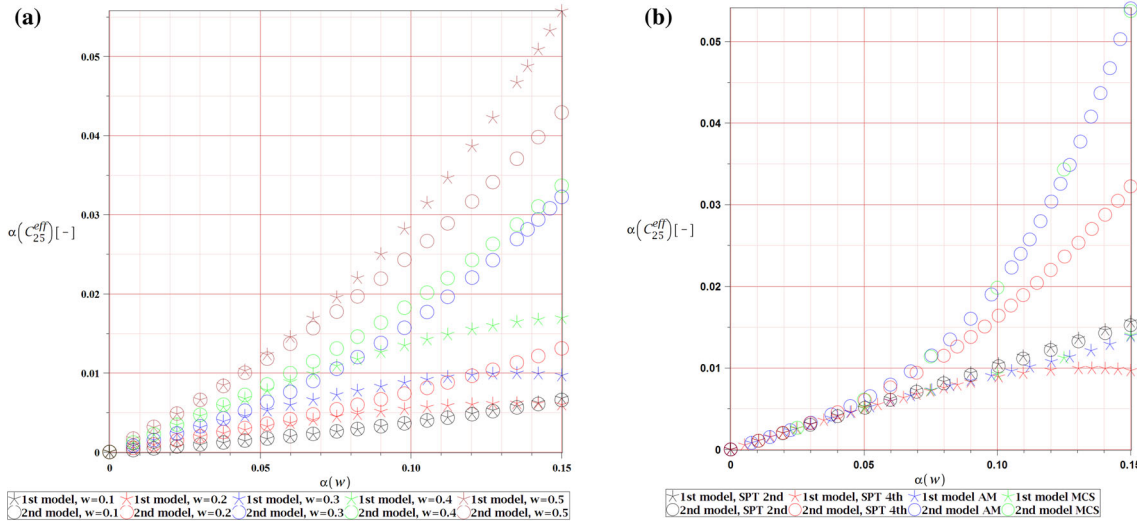 (a)
0.05
0.04
0.03
α(C₂₅ᵉᶠᶠ)[-]
0.02
0.01
0
0
0.05
0.10
0.15
α(w)
1st model, w=0.1 1st model, w=0.2 1st model, w=0.3 1st model, w=0.4 1st model, w=0.5
2nd model, w=0.1 2nd model, w=0.2 2nd model, w=0.3 2nd model, w=0.4 2nd model, w=0.5
(b)
0.05
0.04
0.03
α(C₂₅ᵉᶠᶠ)[-]
0.02
0.01
0
0
0.05
0.10
0.15
α(w)
1st model, SPT 2nd 1st model, SPT 4th 1st model AM 1st model MCS
2nd model, SPT 2nd 2nd model, SPT 4th 2nd model AM 2nd model MCS